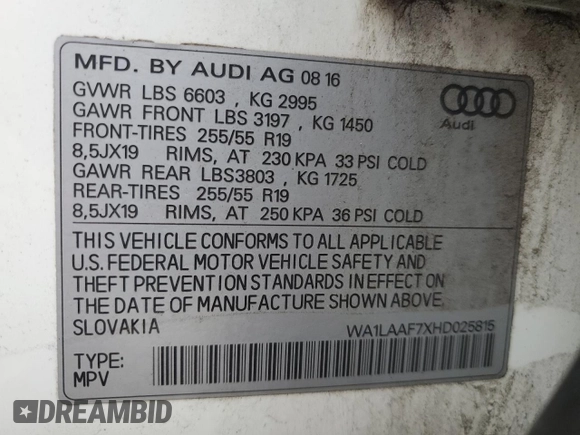 MFD. BY AUDI AG 08 16
GVWR LBS 6603 , KG 2995
GAWR FRONT LBS 3197 , KG 1450
FRONT-TIRES 255/55 R19
8,5JX19 RIMS, AT 230 KPA 33 PSI COLD
GAWR REAR LBS3803 , KG 1725
REAR-TIRES 255/55 R19
8,5JX19 RIMS, AT 250 KPA 36 PSI COLD
Audi
THIS VEHICLE CONFORMS TO ALL APPLICABLE
U.S. FEDERAL MOTOR VEHICLE SAFETY AND
THEFT PREVENTION STANDARDS IN EFFECT ON
THE DATE OF MANUFACTURE SHOWN ABOVE.
SLOVAKIA WA1LAAF7XHD025815
TYPE:
MPV
DREAMBID